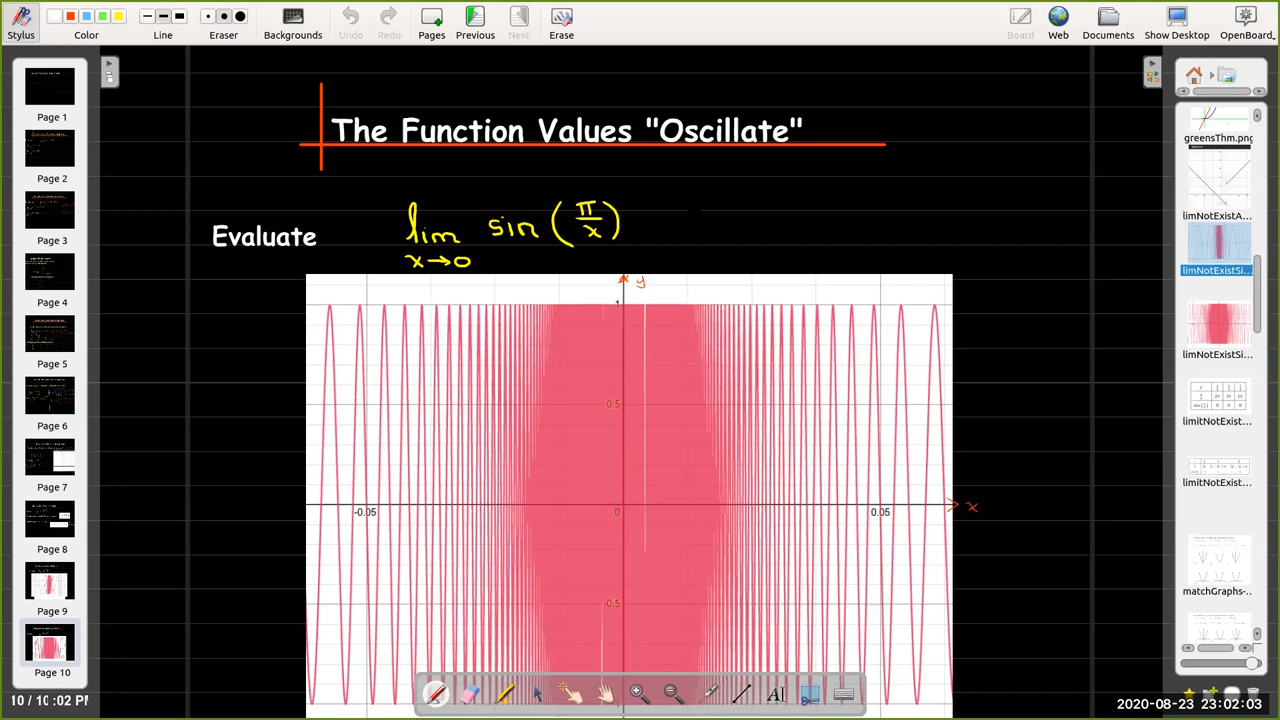 Stylus Color Line Eraser Backgrounds Undo Redo Pages Previous Next Erase Board Web Documents Show Desktop OpenBoard
Page 1
Page 2
Page 3
Page 4
Page 5
Page 6
Page 7
Page 8
Page 9
Page 10
The Function Values "Oscillate"
Evaluate lim x→0 sin (π/x)
y
1
0.5
-0.05 0 0.05 x
-0.5
greensThm.png
limNotExistA...
limNotExistSi...
limNotExistSi...
limitNotExist...
limitNotExist...
matchGraphs-...
10 / 10:02 P/.
2020-08-23 23:02:03